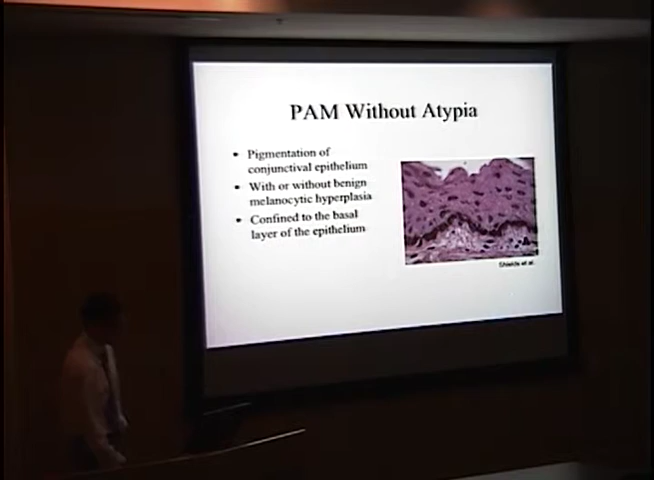 PAM Without Atypia
• Pigmentation of
conjunctival epithelium
• With or without benign
melanocytic hyperplasia
• Confined to the basal
layer of the epithelium
Shields et al.